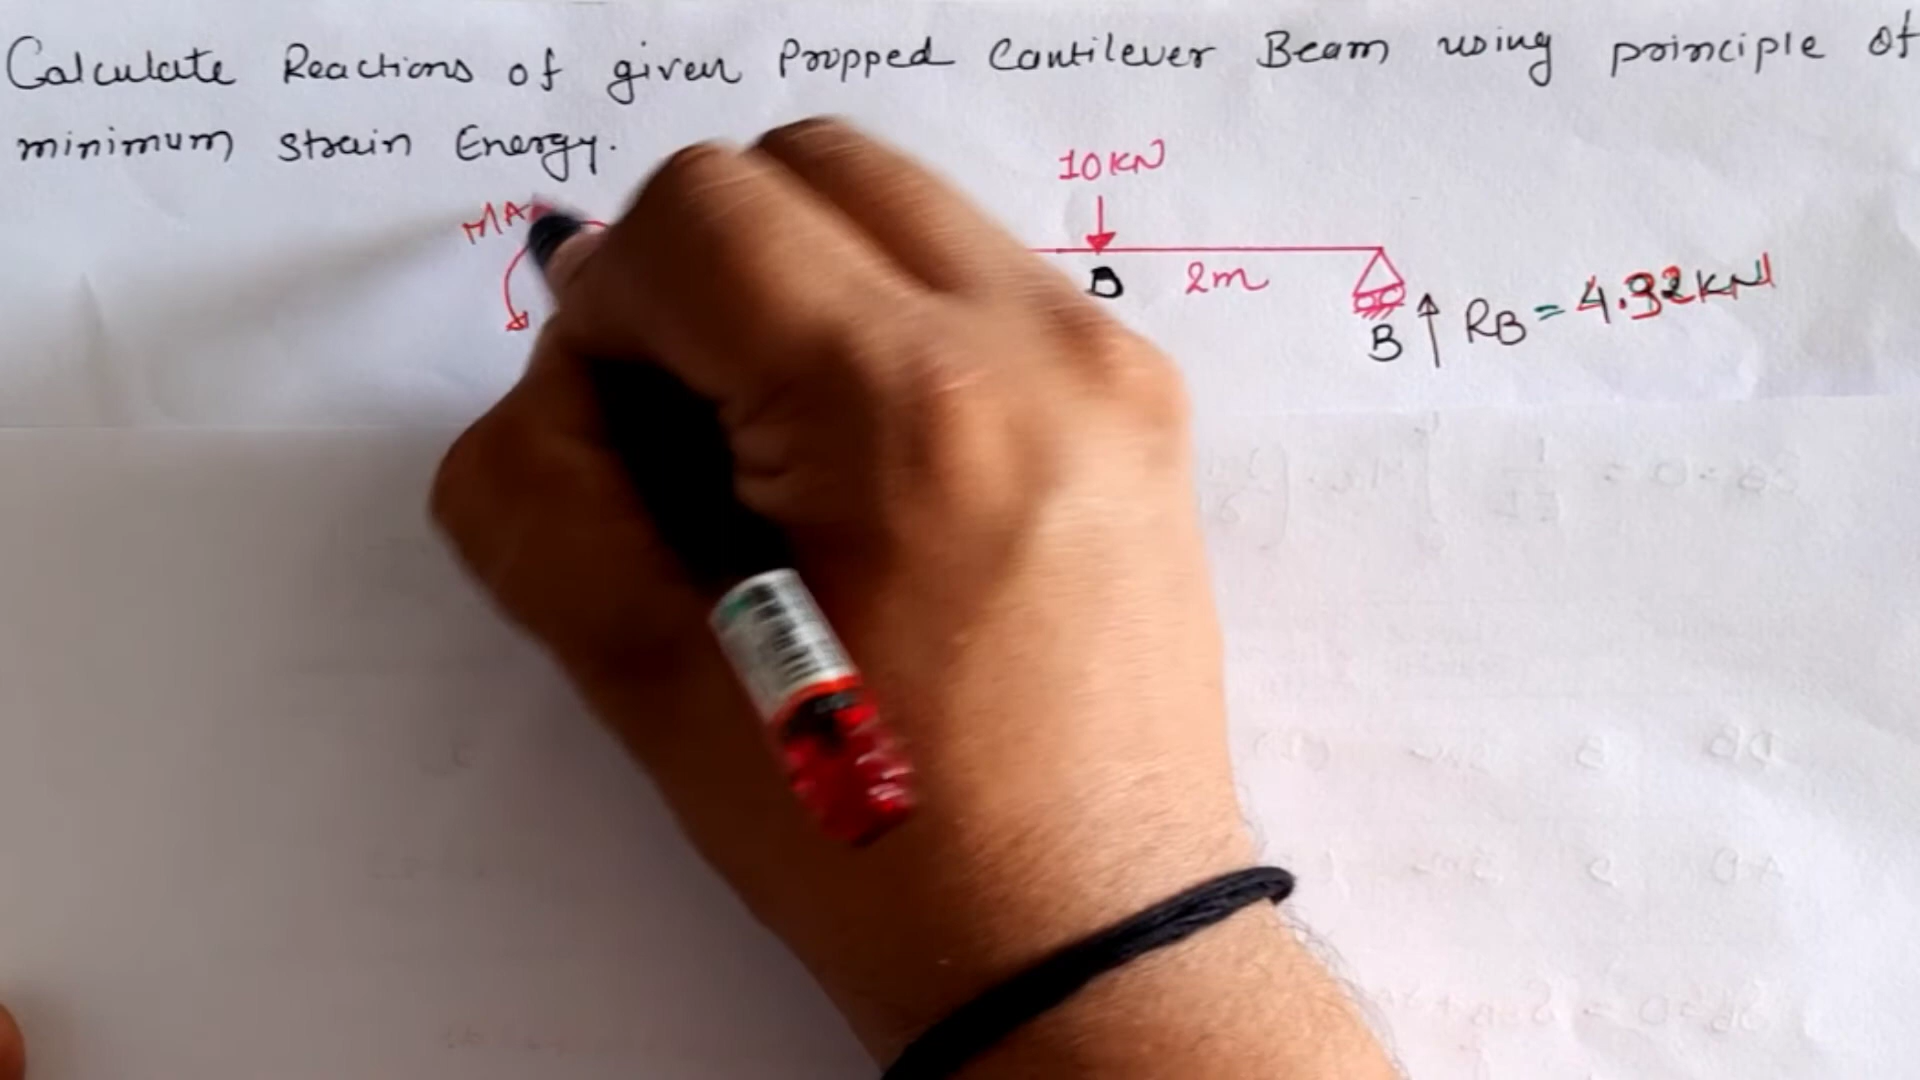 Calculate Reactions of given Propped Cantilever Beam using principle of
minimum strain Energy.
10KN
MA
D
2m
B
RB = 4.32KN